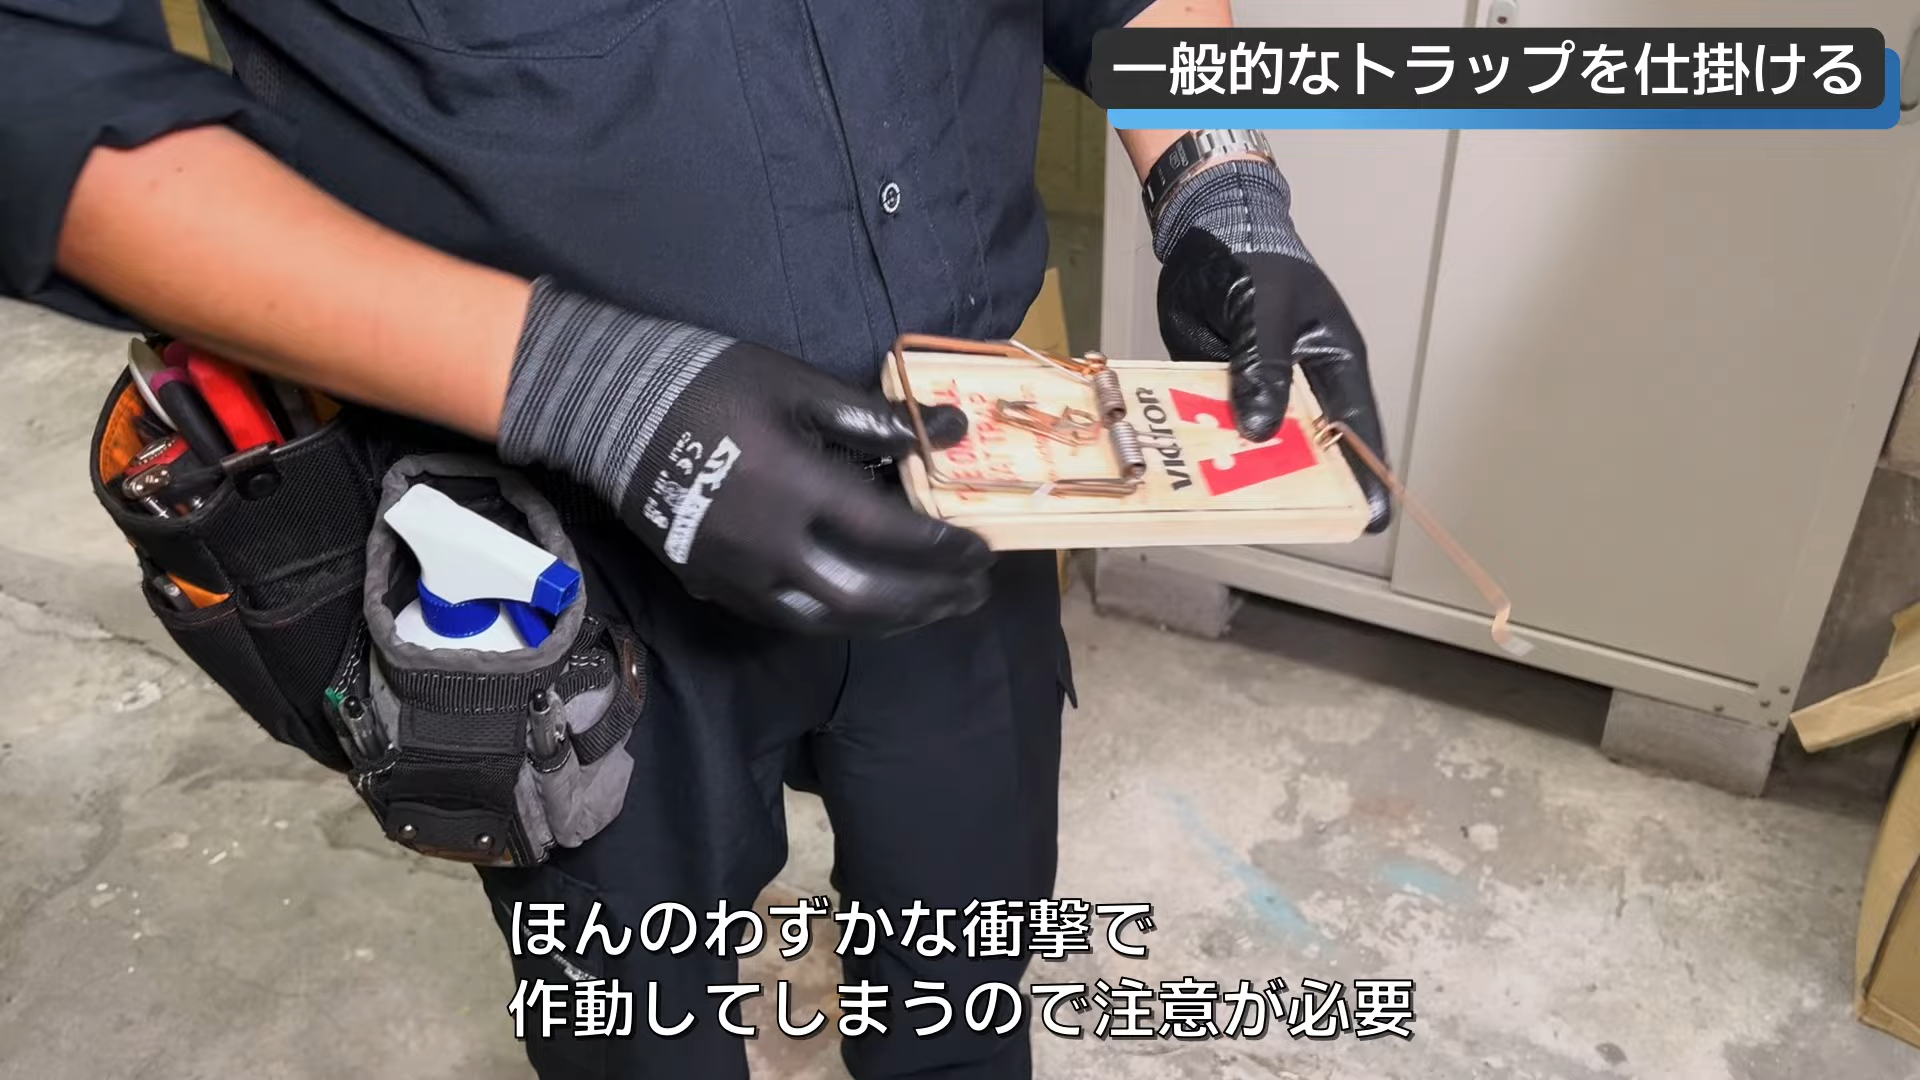 一般的なトラップを仕掛ける
Victor
ほんのわずかな衝撃で
作動してしまうので注意が必要